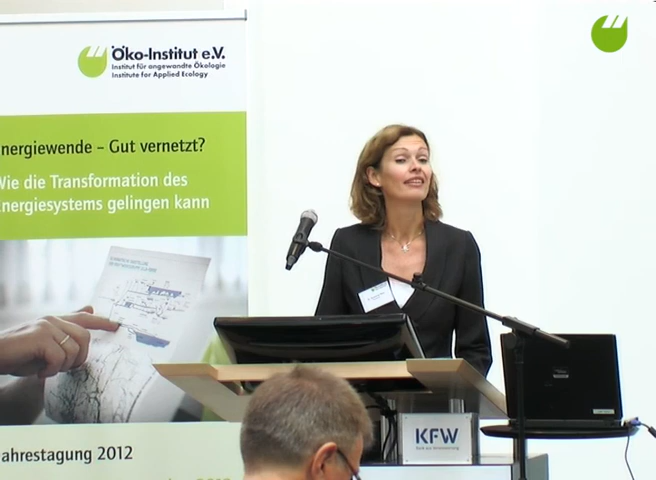 Öko-Institut e.V.
Institut für angewandte Ökologie
Institute for Applied Ecology
nergiewende – Gut vernetzt?
Wie die Transformation des
nergiesystems gelingen kann
ahrestagung 2012
KFW